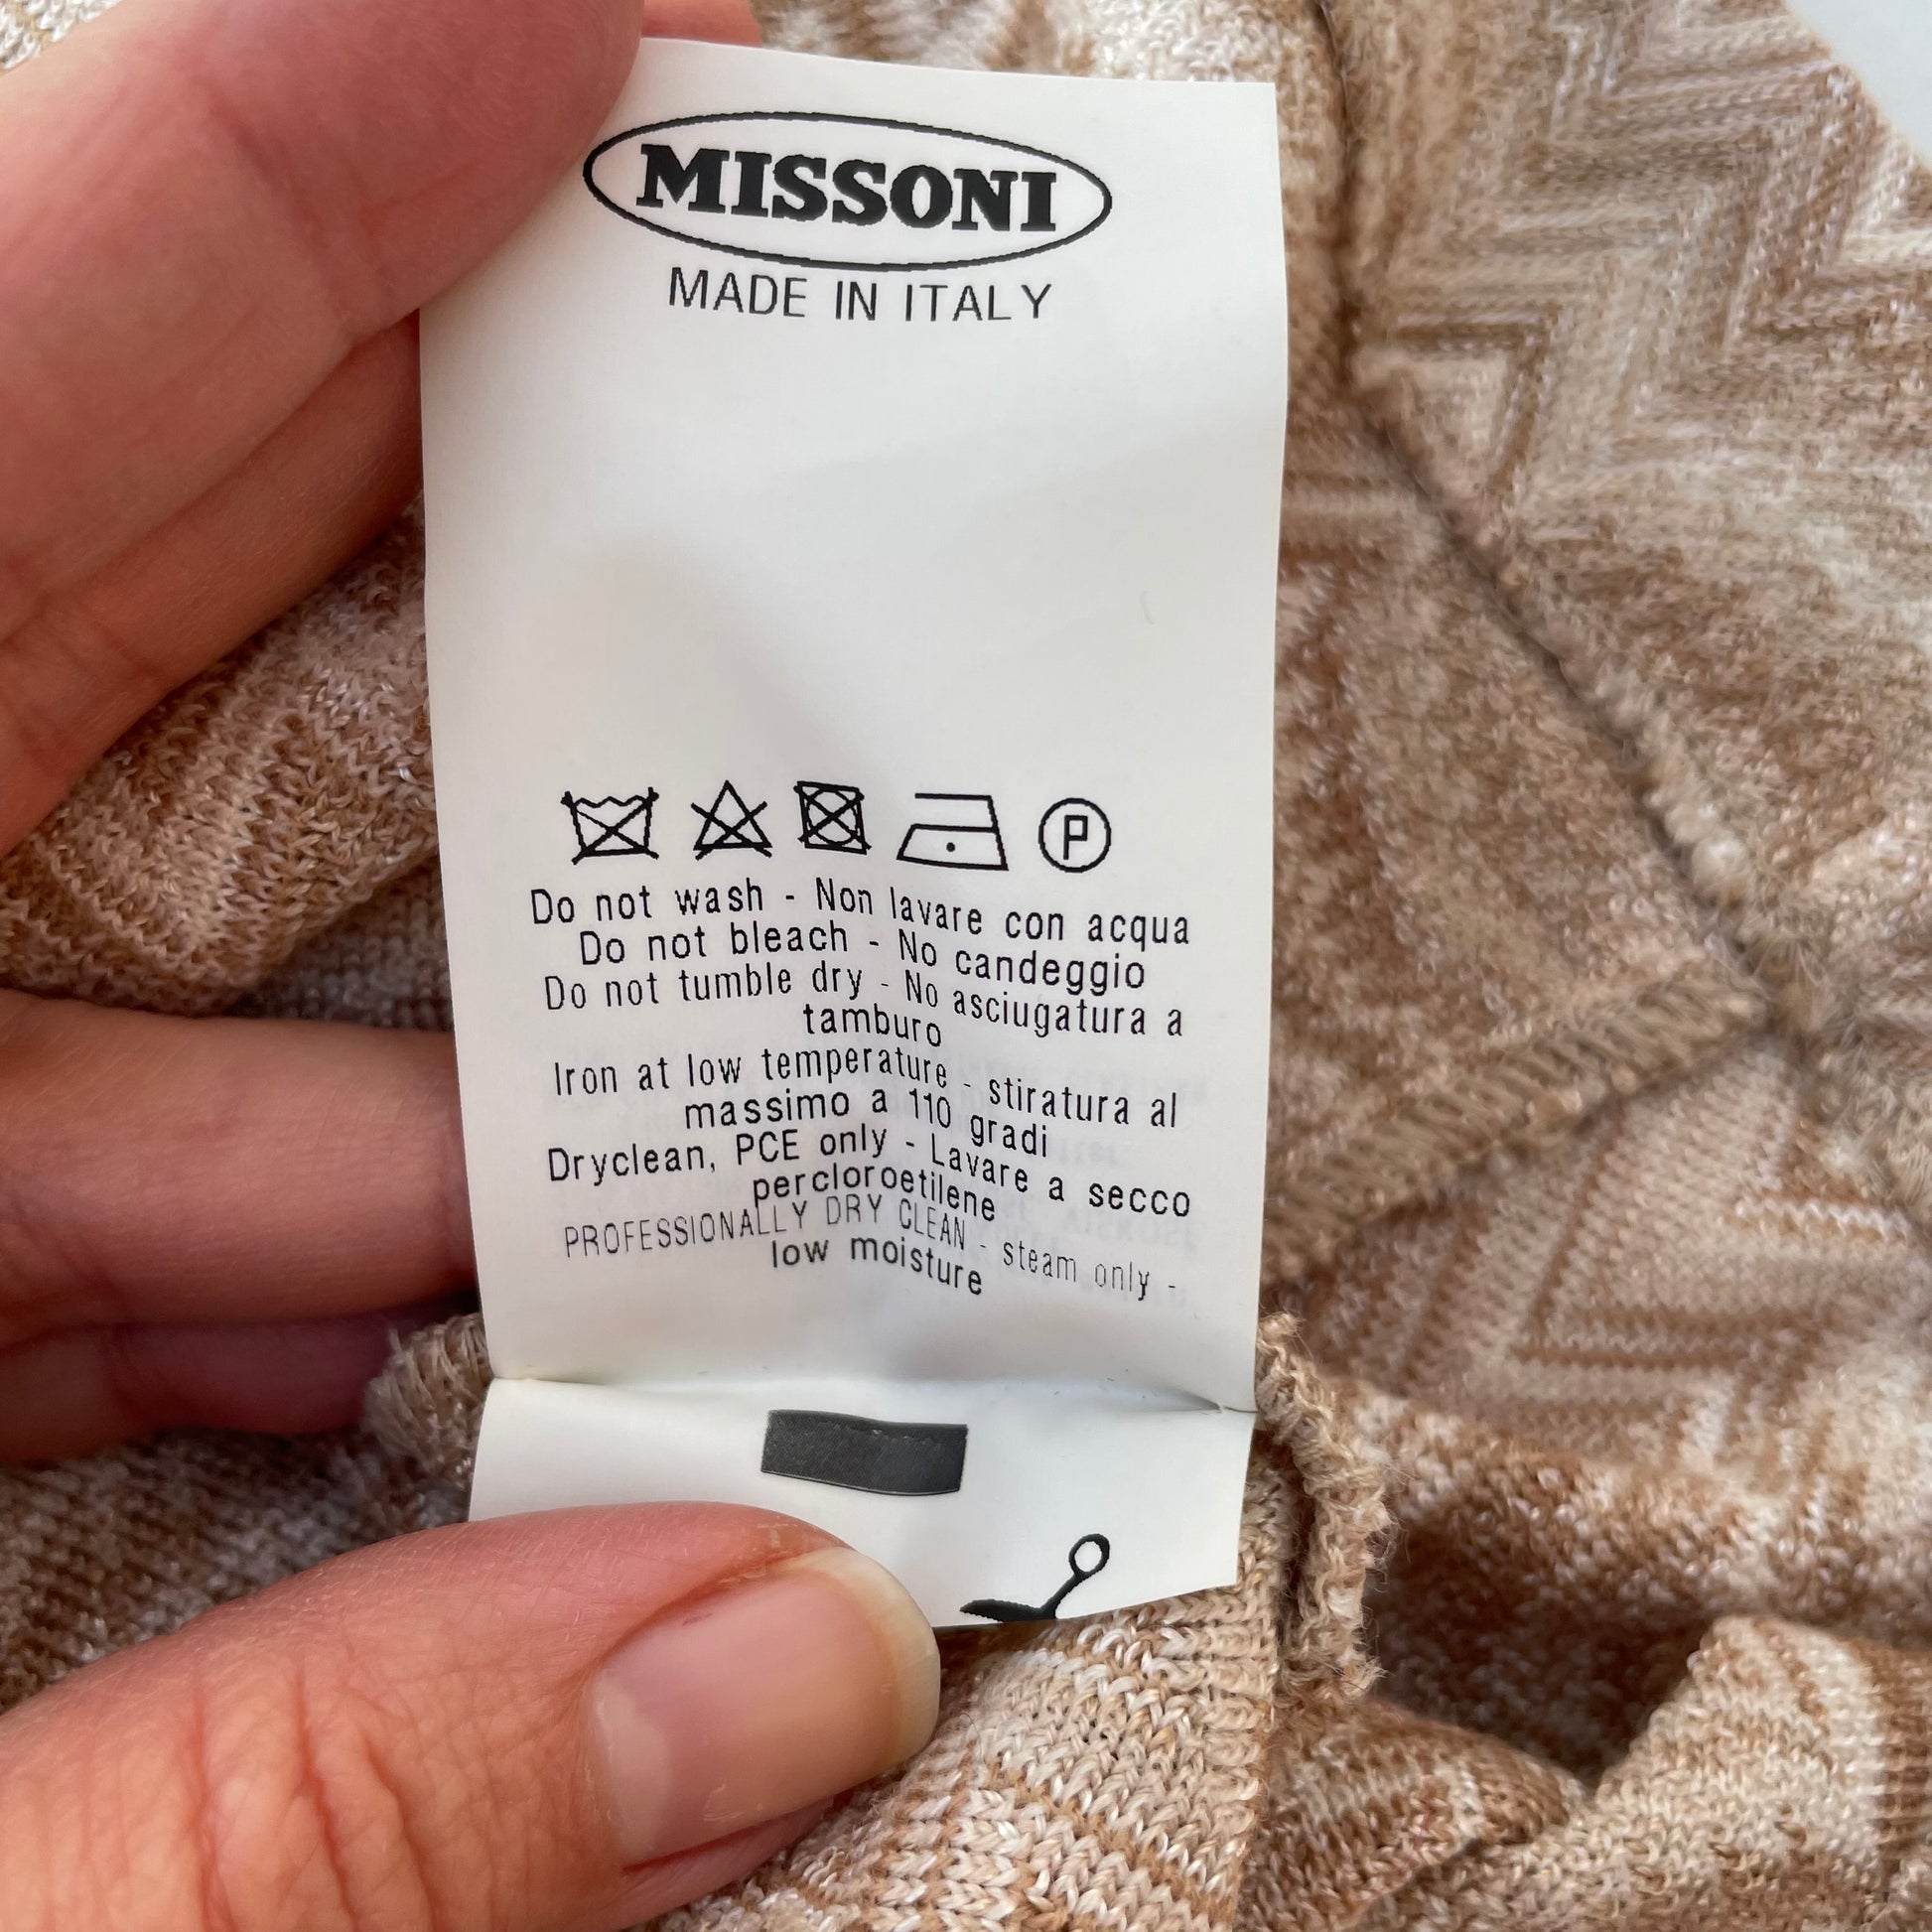 MISSONI
MADE IN ITALY
P
Do not wash - Non lavare con acqua
Do not bleach - No candeggio
Do not tumble dry - No asciugatura a
tamburo
Iron at low temperature - stiratura al
massimo a 110 gradi
Dryclean, PCE only - Lavare a secco
percloroetilene
PROFESSIONALLY DRY CLEAN - steam only -
low moisture